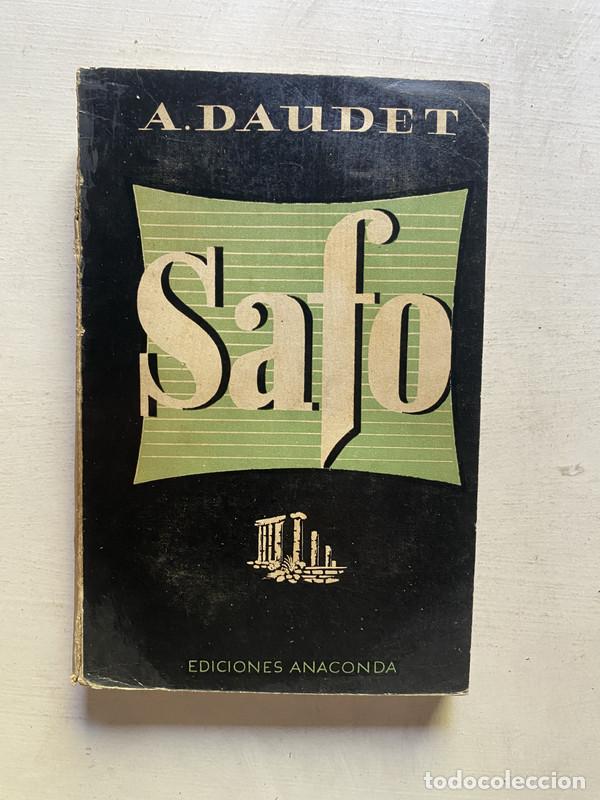 A. DAUDET
Safo
EDICIONES ANACONDA
todocoleccion